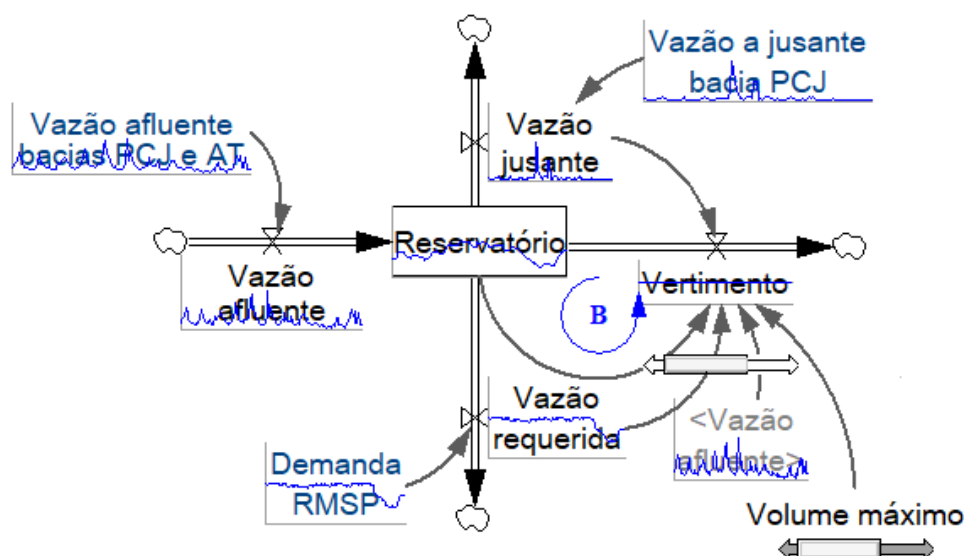 Vazão a jusante
bacia PCJ
Vazão afluente
bacias PCJ e AT
Vazão
jusante
Reservatório
Vazão
afluente
Vertimento
B
Vazão
requerida
<Vazão
afluente>
Demanda
RMSP
Volume máximo